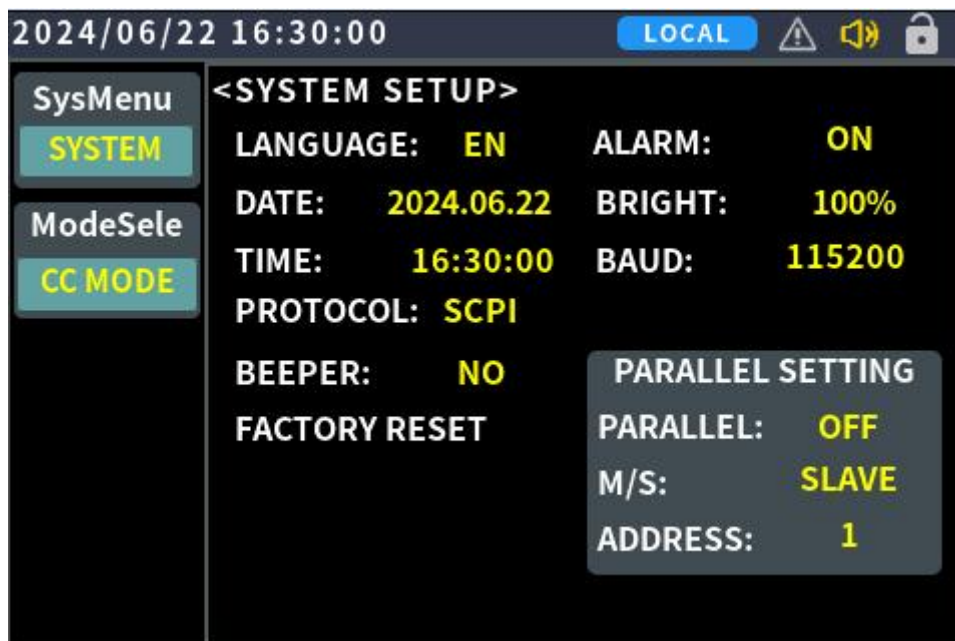 2024/06/22 16:30:00 LOCAL
SysMenu
SYSTEM
ModeSele
CC MODE
<SYSTEM SETUP>
LANGUAGE: EN
DATE: 2024.06.22
TIME: 16:30:00
PROTOCOL: SCPI
BEEPER: NO
FACTORY RESET
ALARM: ON
BRIGHT: 100%
BAUD: 115200
PARALLEL SETTING
PARALLEL: OFF
M/S: SLAVE
ADDRESS: 1